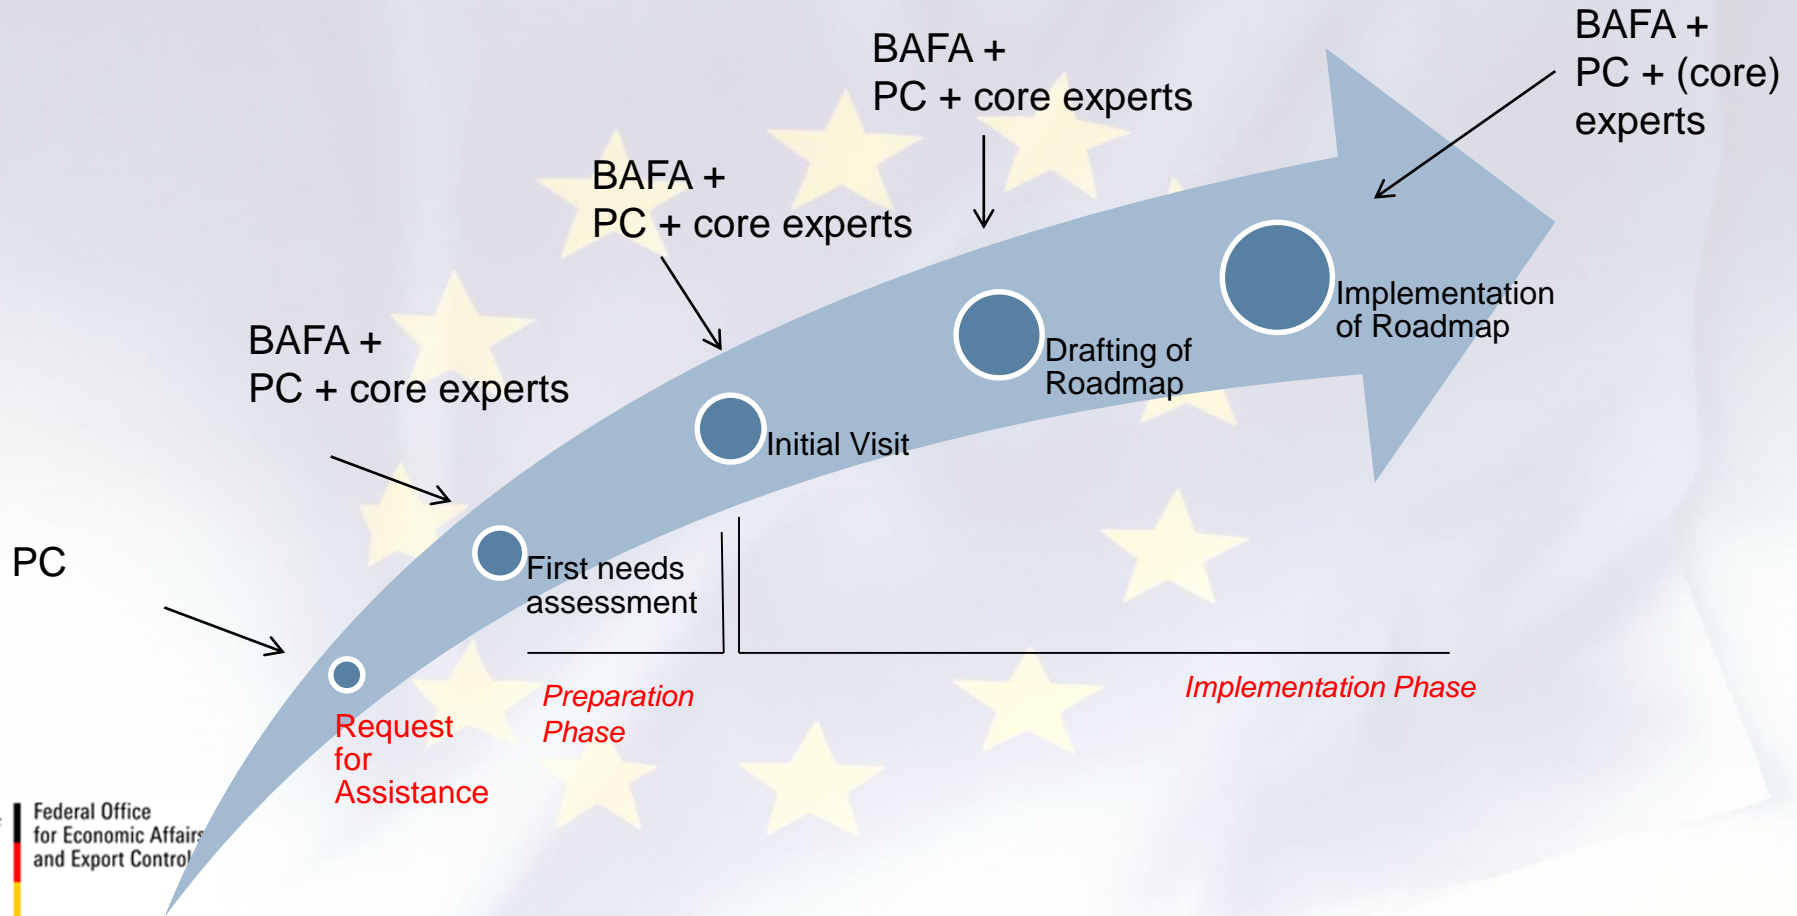 BAFA +
PC + (core)
experts
BAFA +
PC + core experts
BAFA +
PC + core experts
BAFA +
PC + core experts
PC
Implementation
of Roadmap
Drafting of
Roadmap
Initial Visit
First needs
assessment
Request
for
Assistance
Preparation
Phase
Implementation Phase
Federal Office
for Economic Affairs
and Export Control